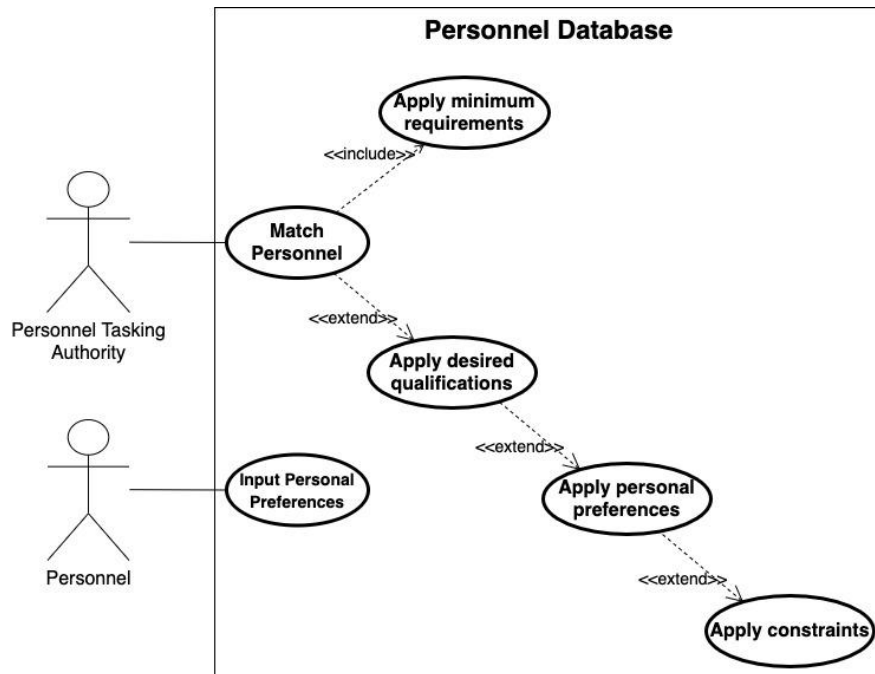 Personnel Database
Apply minimum
requirements
<<include>>
Match
Personnel
Personnel Tasking
Authority
<<extend>>
Apply desired
qualifications
<<extend>>
Input Personal
Preferences
Apply personal
preferences
Personnel
<<extend>>
Apply constraints